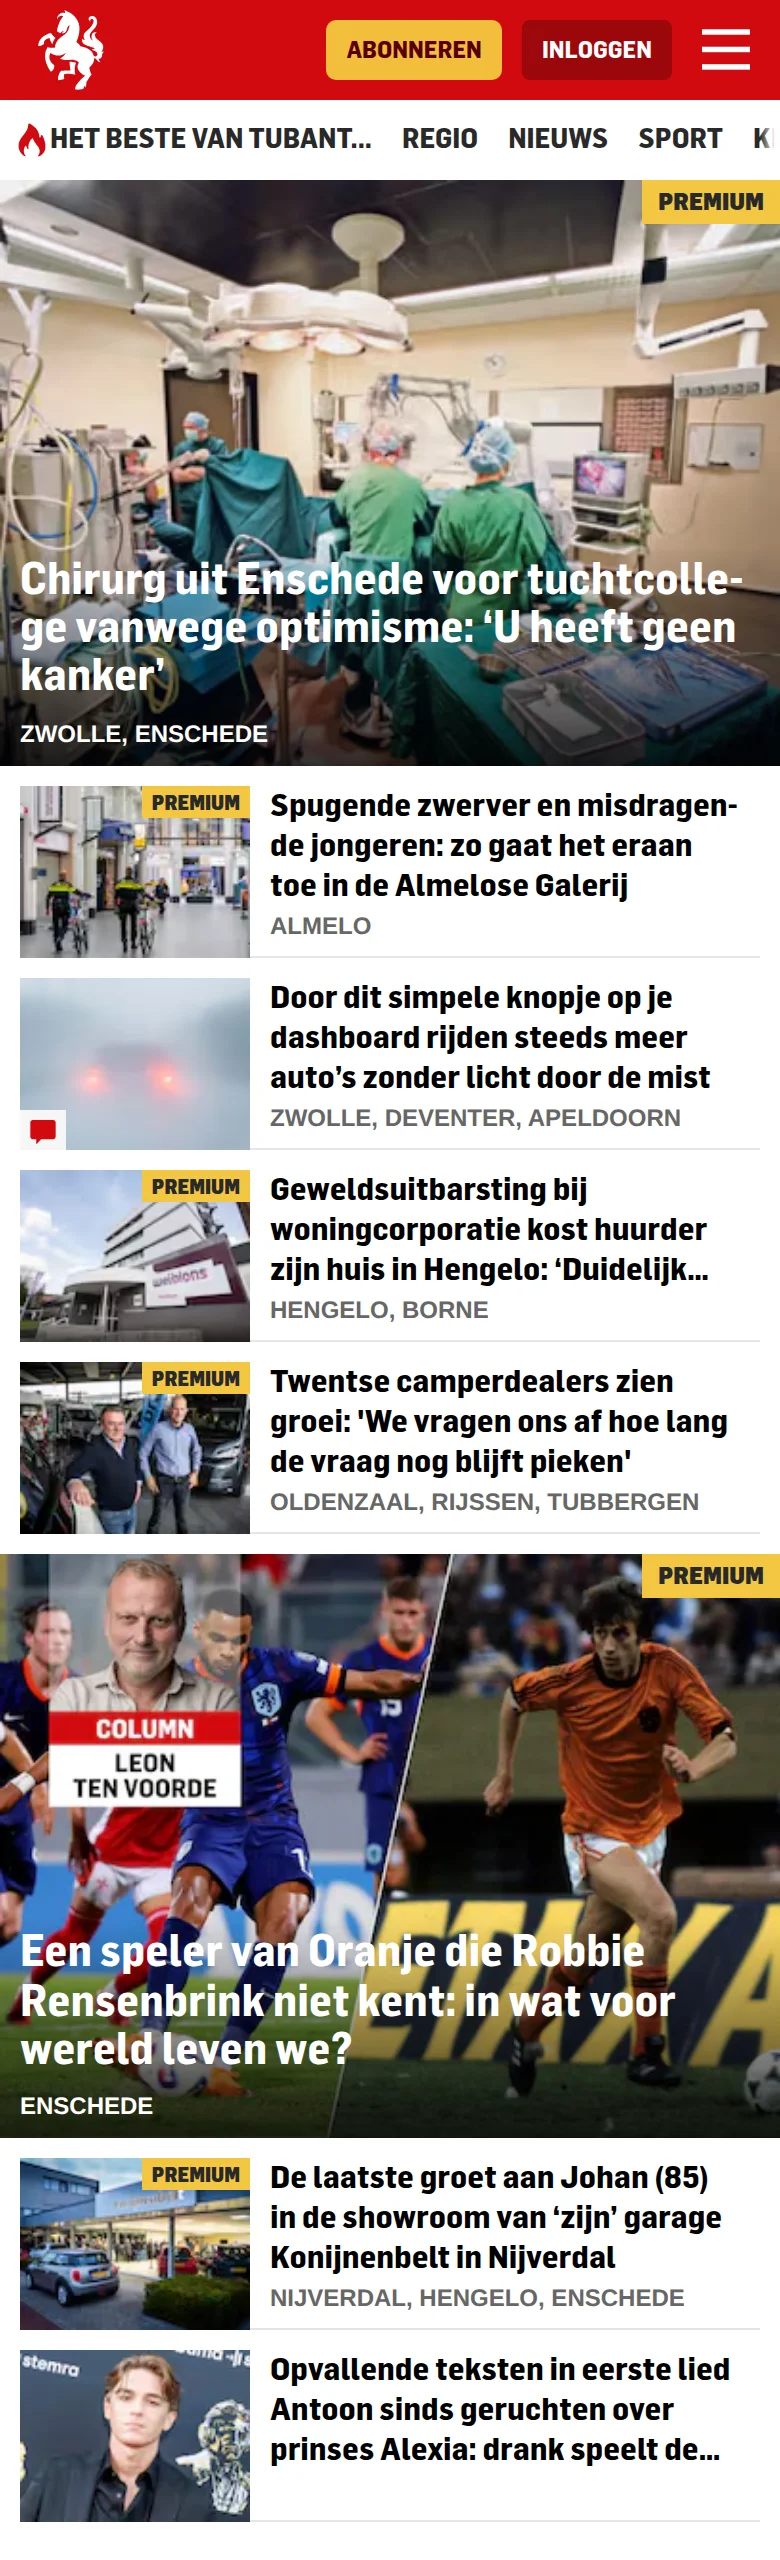 ABONNEREN
INLOGGEN
HET BESTE VAN TUBANT...
REGIO
NIEUWS
SPORT
PREMIUM
Chirurg uit Enschede voor tuchtcolle-
ge vanwege optimisme: ‘U heeft geen
kanker’
ZWOLLE, ENSCHEDE
PREMIUM
Spugende zwerver en misdragen-
de jongeren: zo gaat het eraan
toe in de Almelose Galerij
ALMELO
Door dit simpele knopje op je
dashboard rijden steeds meer
auto’s zonder licht door de mist
ZWOLLE, DEVENTER, APELDOORN
PREMIUM
welbions
Geweldsuitbarsting bij
woningcorporatie kost huurder
zijn huis in Hengelo: ‘Duidelijk...
HENGELO, BORNE
PREMIUM
Twentse camperdealers zien
groei: 'We vragen ons af hoe lang
de vraag nog blijft pieken'
OLDENZAAL, RIJSSEN, TUBBERGEN
PREMIUM
15
COLUMN
LEON
TEN VOORDE
Een speler van Oranje die Robbie
Rensenbrink niet kent: in wat voor
wereld leven we?
ENSCHEDE
PREMIUM
De laatste groet aan Johan (85)
in de showroom van ‘zijn’ garage
Konijnenbelt in Nijverdal
NIJVERDAL, HENGELO, ENSCHEDE
stemra
Opvallende teksten in eerste lied
Antoon sinds geruchten over
prinses Alexia: drank speelt de...